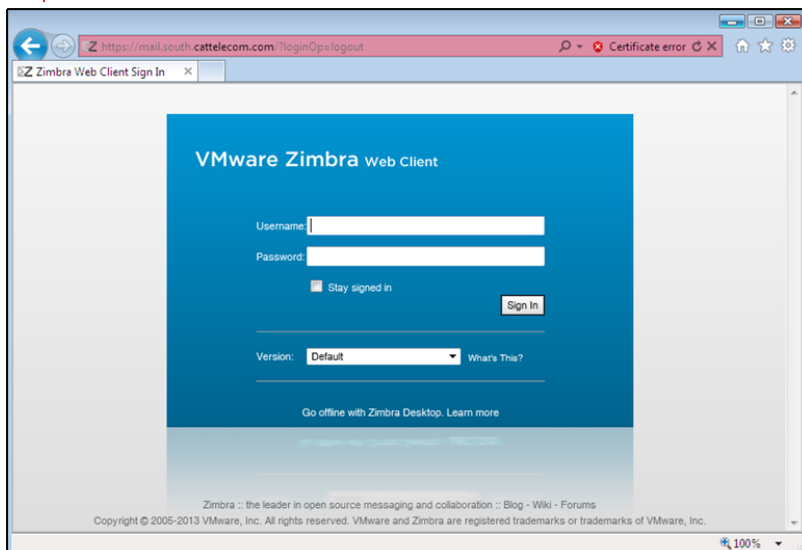 https://mail.south.cattelecom.com/?loginOp=logout
Certificate error
Zimbra Web Client Sign In
VMware Zimbra Web Client
Username:
Password:
Stay signed in
Sign In
Version: Default What's This?
Go offline with Zimbra Desktop. Learn more
Zimbra :: the leader in open source messaging and collaboration :: Blog - Wiki - Forums
Copyright © 2005-2013 VMware, Inc. All rights reserved. VMware and Zimbra are registered trademarks or trademarks of VMware, Inc.
100%